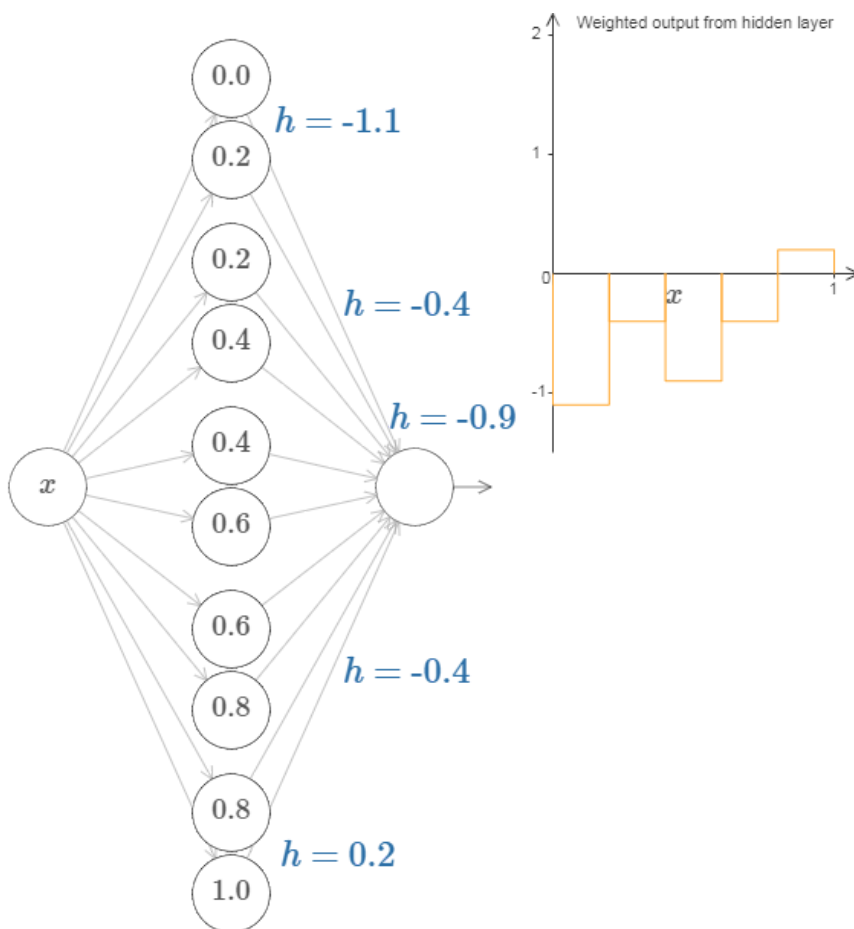 0.0
h = -1.1
0.2
0.2
h = -0.4
0.4
h = -0.9
0.4
x
0.6
0.6
h = -0.4
0.8
0.8
h = 0.2
1.0
Weighted output from hidden layer
2
1
0
x
1
-1